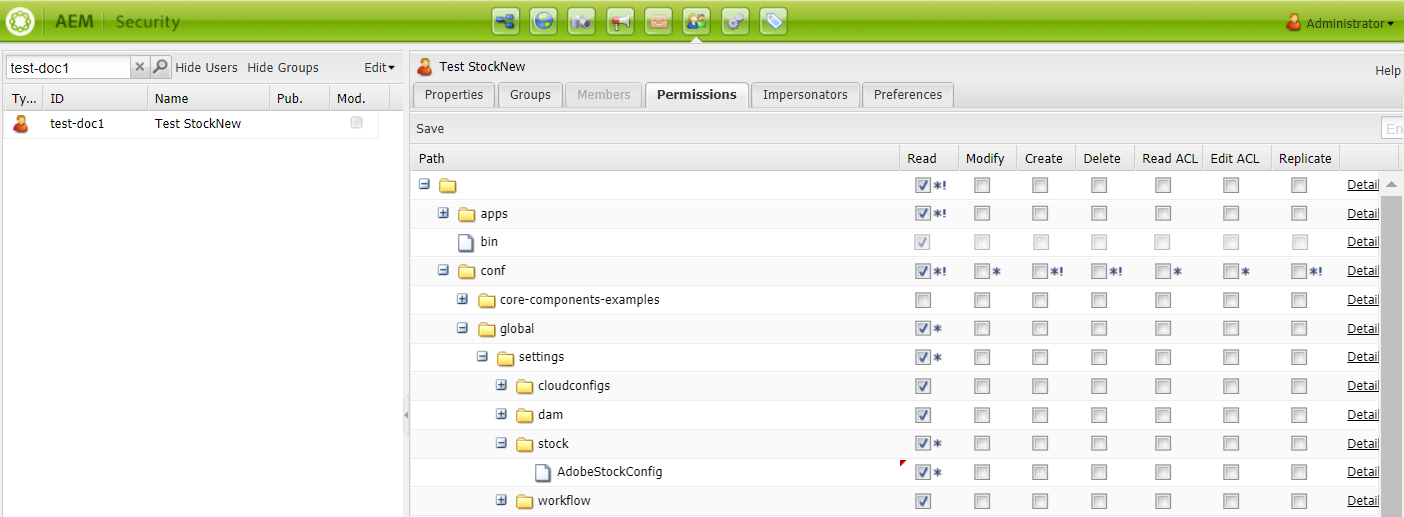 AEM Security Administrator
test-doc1 Hide Users Hide Groups Edit
Ty... ID Name Pub. Mod.
test-doc1 Test StockNew
Test StockNew
Help
Properties Groups Members Permissions Impersonators Preferences
Save En
Path Read Modify Create Delete Read ACL Edit ACL Replicate
*! Detail
apps *! Detail
bin Detail
conf *! * *! *! * * *! Detail
core-components-examples Detail
global * Detail
settings * Detail
cloudconfigs Detail
dam Detail
stock * Detail
AdobeStockConfig * Detail
workflow Detail